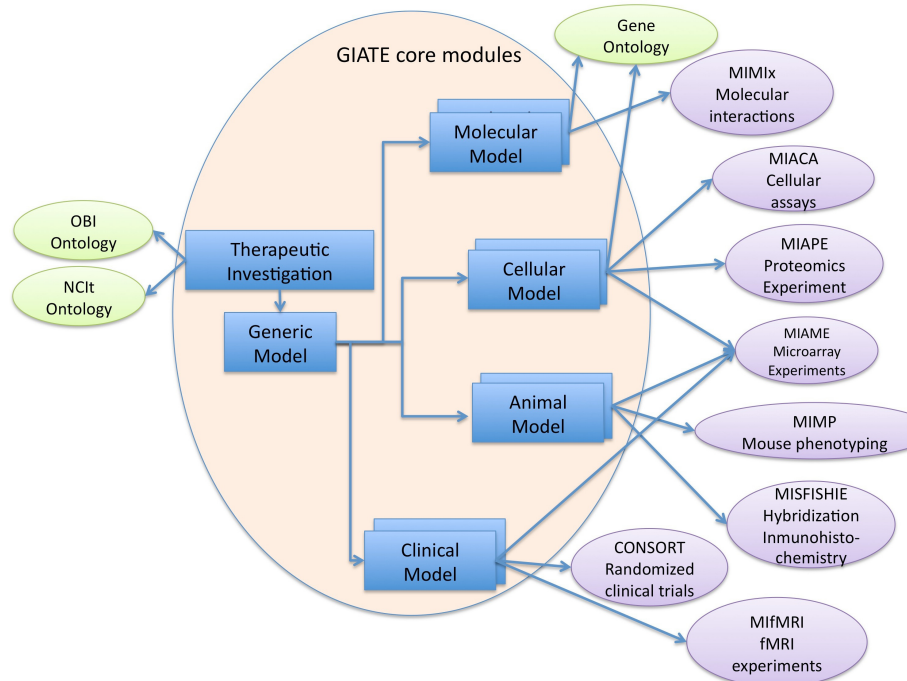 GIATE core modules
Gene
Ontology
MIMIx
Molecular
interactions
Molecular
Model
MIACA
Cellular
assays
OBI
Ontology
Therapeutic
Investigation
Cellular
Model
MIAPE
Proteomics
Experiment
NCIt
Ontology
Generic
Model
MIAME
Microarray
Experiments
Animal
Model
MIMP
Mouse phenotyping
MISFISHIE
Hybridization
Inmunohisto-
chemistry
Clinical
Model
CONSORT
Randomized
clinical trials
MIfMRI
fMRI
experiments